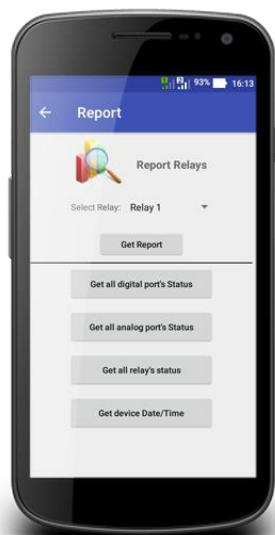 93% 16:13
Report
Report Relays
Select Relay: Relay 1
Get Report
Get all digital port's Status
Get all analog port's Status
Get all relay's status
Get device Date/Time